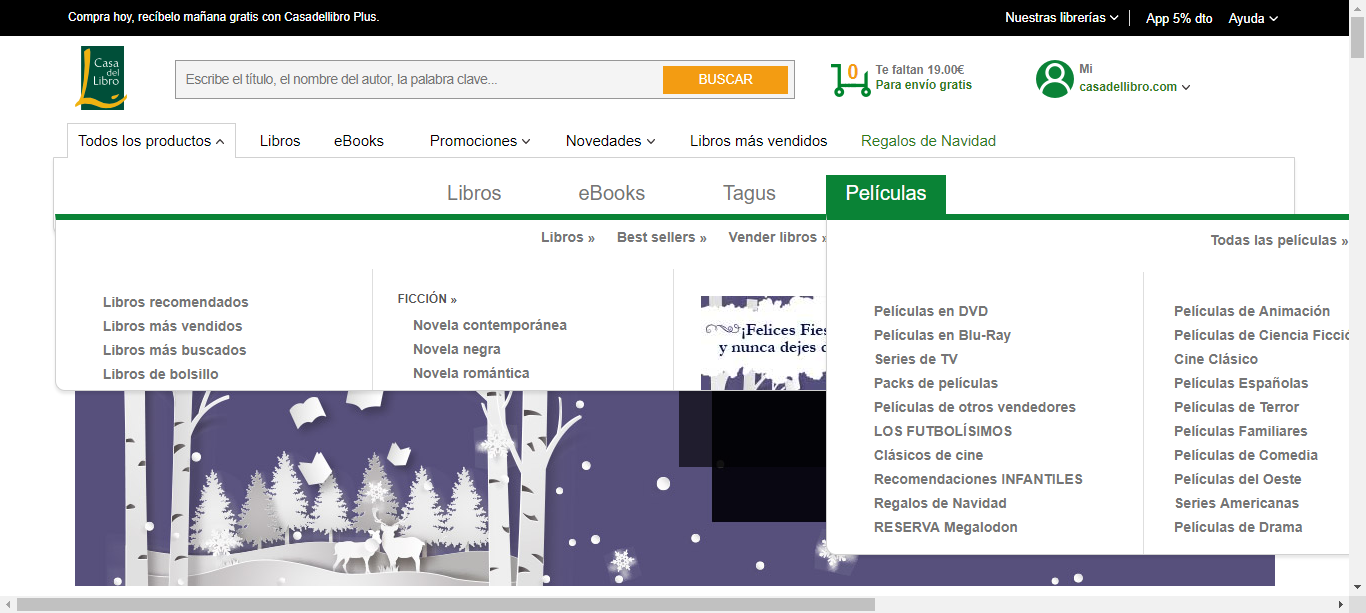 Compra hoy, recíbelo mañana gratis con Casadellibro Plus.
Nuestras librerías
App 5% dto
Ayuda
Casa
del
Libro
Escribe el título, el nombre del autor, la palabra clave...
BUSCAR
0
Te faltan 19.00€
Para envío gratis
Mi
casadellibro.com
Todos los productos
Libros
eBooks
Promociones
Novedades
Libros más vendidos
Regalos de Navidad
Libros
eBooks
Tagus
Películas
Libros »
Best sellers »
Vender libros »
Todas las películas »
Libros recomendados
Libros más vendidos
Libros más buscados
Libros de bolsillo
FICCIÓN »
Novela contemporánea
Novela negra
Novela romántica
¡Felices Fies
y nunca dejes
Películas en DVD
Películas en Blu-Ray
Series de TV
Packs de películas
Películas de otros vendedores
LOS FUTBOLÍSIMOS
Clásicos de cine
Recomendaciones INFANTILES
Regalos de Navidad
RESERVA Megalodon
Películas de Animación
Películas de Ciencia Ficció
Cine Clásico
Películas Españolas
Películas de Terror
Películas Familiares
Películas de Comedia
Películas del Oeste
Series Americanas
Películas de Drama